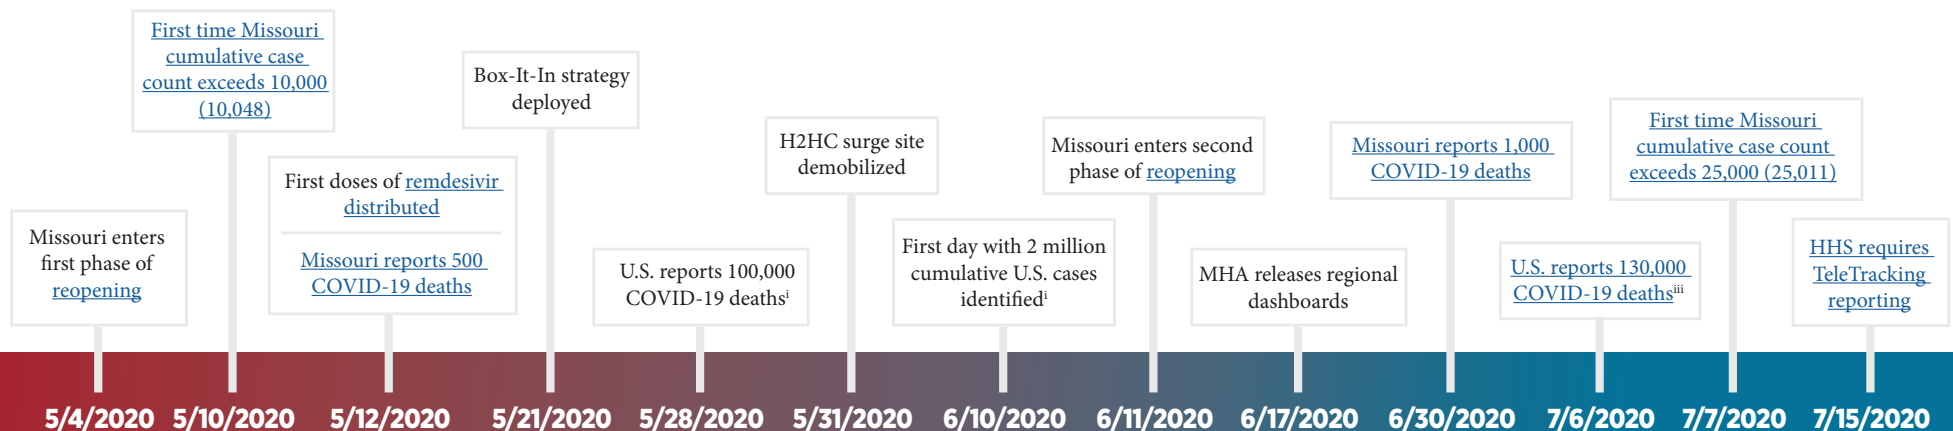 First time Missouri
cumulative case
count exceeds 10,000
(10,048)
Box-It-In strategy
deployed
First time Missouri
cumulative case count
exceeds 25,000 (25,011)
H2HC surge site
demobilized
Missouri enters second
phase of reopening
Missouri reports 1,000
COVID-19 deaths
First doses of remdesivir
distributed
Missouri reports 500
COVID-19 deaths
Missouri enters
first phase of
reopening
U.S. reports 100,000
COVID-19 deathsⁱ
First day with 2 million
cumulative U.S. cases
identifiedⁱ
MHA releases regional
dashboards
U.S. reports 130,000
COVID-19 deathsⁱⁱⁱ
HHS requires
TeleTracking
reporting
5/4/2020 5/10/2020 5/12/2020 5/21/2020 5/28/2020 5/31/2020 6/10/2020 6/11/2020 6/17/2020 6/30/2020 7/6/2020 7/7/2020 7/15/2020